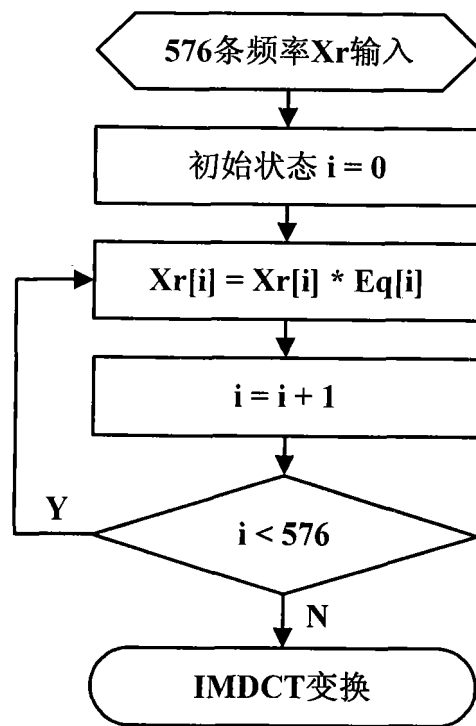 576条频率Xr输入
初始状态 i = 0
Xr[i] = Xr[i] * Eq[i]
i = i + 1
Y
i < 576
N
IMDCT变换